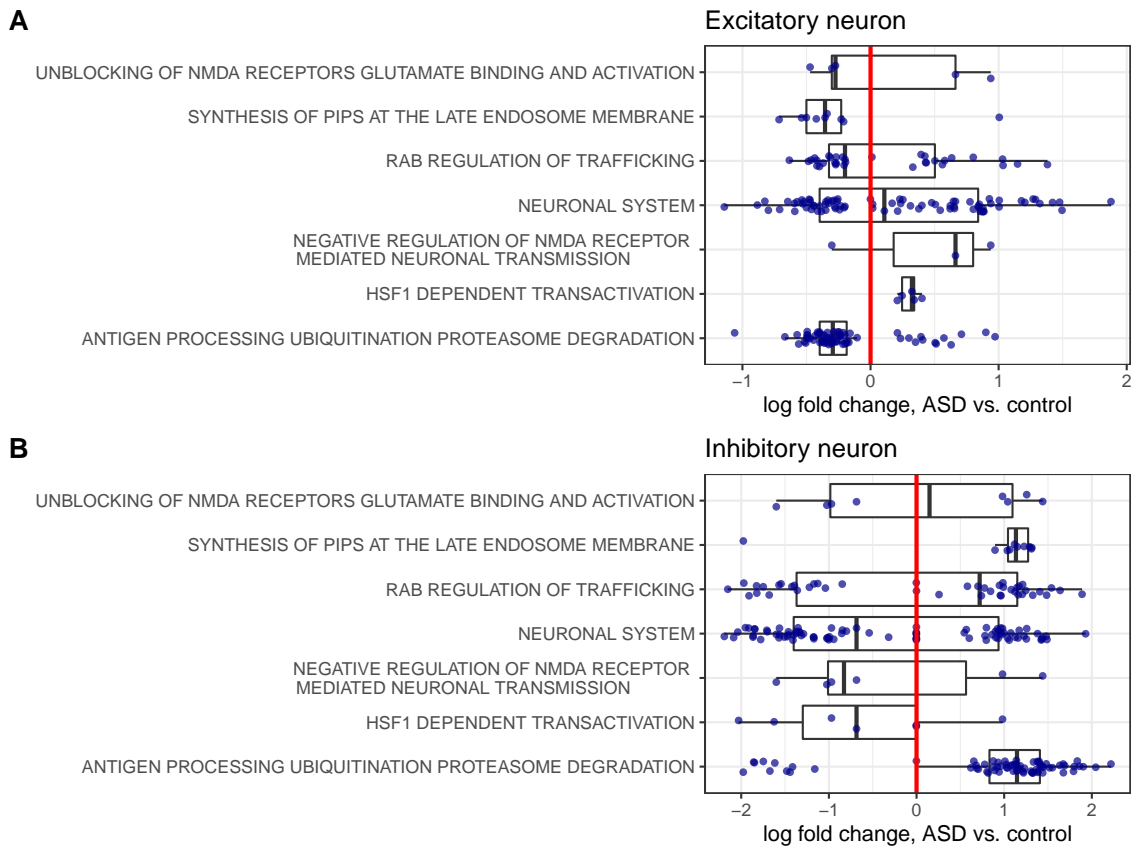 A
Excitatory neuron
UNBLOCKING OF NMDA RECEPTORS GLUTAMATE BINDING AND ACTIVATION
SYNTHESIS OF PIPS AT THE LATE ENDOSOME MEMBRANE
RAB REGULATION OF TRAFFICKING
NEURONAL SYSTEM
NEGATIVE REGULATION OF NMDA RECEPTOR
MEDIATED NEURONAL TRANSMISSION
HSF1 DEPENDENT TRANSACTIVATION
ANTIGEN PROCESSING UBIQUITINATION PROTEASOME DEGRADATION
−1 0 1 2
log fold change, ASD vs. control
B
Inhibitory neuron
UNBLOCKING OF NMDA RECEPTORS GLUTAMATE BINDING AND ACTIVATION
SYNTHESIS OF PIPS AT THE LATE ENDOSOME MEMBRANE
RAB REGULATION OF TRAFFICKING
NEURONAL SYSTEM
NEGATIVE REGULATION OF NMDA RECEPTOR
MEDIATED NEURONAL TRANSMISSION
HSF1 DEPENDENT TRANSACTIVATION
ANTIGEN PROCESSING UBIQUITINATION PROTEASOME DEGRADATION
−2 −1 0 1 2
log fold change, ASD vs. control